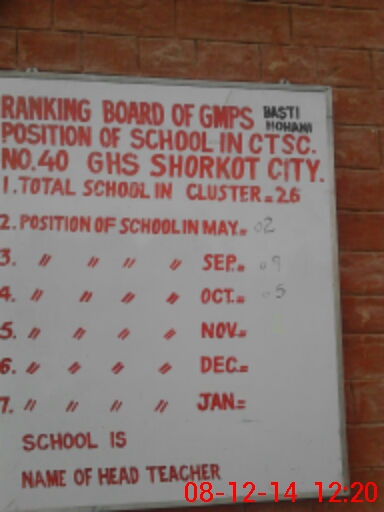 RANKING BOARD OF GMPS BASTI MOHANI
POSITION OF SCHOOL IN CTSC.
NO.40 GHS SHORKOT CITY.
1. TOTAL SCHOOL IN CLUSTER = 26
2. POSITION OF SCHOOL IN MAY = 02
3. " " " " SEP = 09
4. " " " " OCT = 05
5. " " " " NOV =
6. " " " " DEC =
7. " " " " JAN =
SCHOOL IS
NAME OF HEAD TEACHER
08-12-14 12:20